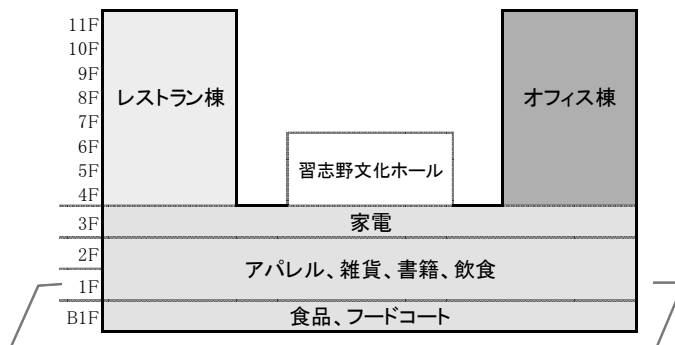 11F
10F
9F
8F
7F
6F
5F
4F
3F
2F
1F
B1F
レストラン棟
オフィス棟
習志野文化ホール
家電
アパレル、雑貨、書籍、飲食
食品、フードコート